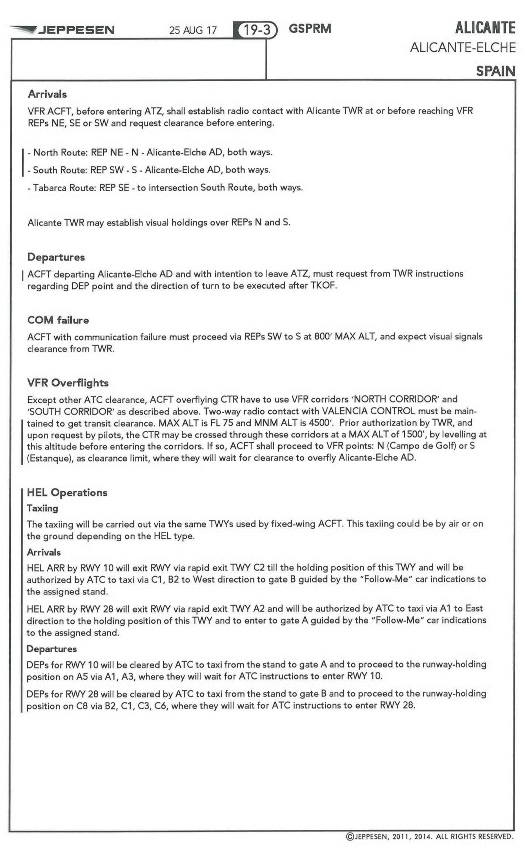 JEPPESEN 25 AUG 17 19-3 GSPRM ALICANTE
ALICANTE-ELCHE
SPAIN
Arrivals
VFR ACFT, before entering ATZ, shall establish radio contact with Alicante TWR at or before reaching VFR
REPs NE, SE or SW and request clearance before entering.
- North Route: REP NE - N - Alicante-Elche AD, both ways.
- South Route: REP SW - S - Alicante-Elche AD, both ways.
- Tabarca Route: REP SE - to intersection South Route, both ways.
Alicante TWR may establish visual holdings over REPs N and S.
Departures
ACFT departing Alicante-Elche AD and with intention to leave ATZ, must request from TWR instructions
regarding DEP point and the direction of turn to be executed after TKOF.
COM failure
ACFT with communication failure must proceed via REPs SW to S at 800' MAX ALT, and expect visual signals
clearance from TWR.
VFR Overflights
Except other ATC clearance, ACFT overflying CTR have to use VFR corridors 'NORTH CORRIDOR' and
'SOUTH CORRIDOR' as described above. Two-way radio contact with VALENCIA CONTROL must be main-
tained to get transit clearance. MAX ALT is FL 75 and MNM ALT is 4500'. Prior authorization by TWR, and
upon request by pilots, the CTR may be crossed through these corridors at a MAX ALT of 1500', by levelling at
this altitude before entering the corridors. If so, ACFT shall proceed to VFR points: N (Campo de Golf) or S
(Estanque), as clearance limit, where they will wait for clearance to overfly Alicante-Elche AD.
HEL Operations
Taxiing
The taxiing will be carried out via the same TWYs used by fixed-wing ACFT. This taxiing could be by air or on
the ground depending on the HEL type.
Arrivals
HEL ARR by RWY 10 will exit RWY via rapid exit TWY C2 till the holding position of this TWY and will be
authorized by ATC to taxi via C1, B2 to West direction to gate B guided by the "Follow-Me" car indications to
the assigned stand.
HEL ARR by RWY 28 will exit RWY via rapid exit TWY A2 and will be authorized by ATC to taxi via A1 to East
direction to the holding position of this TWY and to enter to gate A guided by the "Follow-Me" car indications
to the assigned stand.
Departures
DEPs for RWY 10 will be cleared by ATC to taxi from the stand to gate A and to proceed to the runway-holding
position on A5 via A1, A3, where they will wait for ATC instructions to enter RWY 10.
DEPs for RWY 28 will be cleared by ATC to taxi from the stand to gate B and to proceed to the runway-holding
position on C8 via B2, C1, C3, C6, where they will wait for ATC instructions to enter RWY 28.
©JEPPESEN, 2011, 2014. ALL RIGHTS RESERVED.